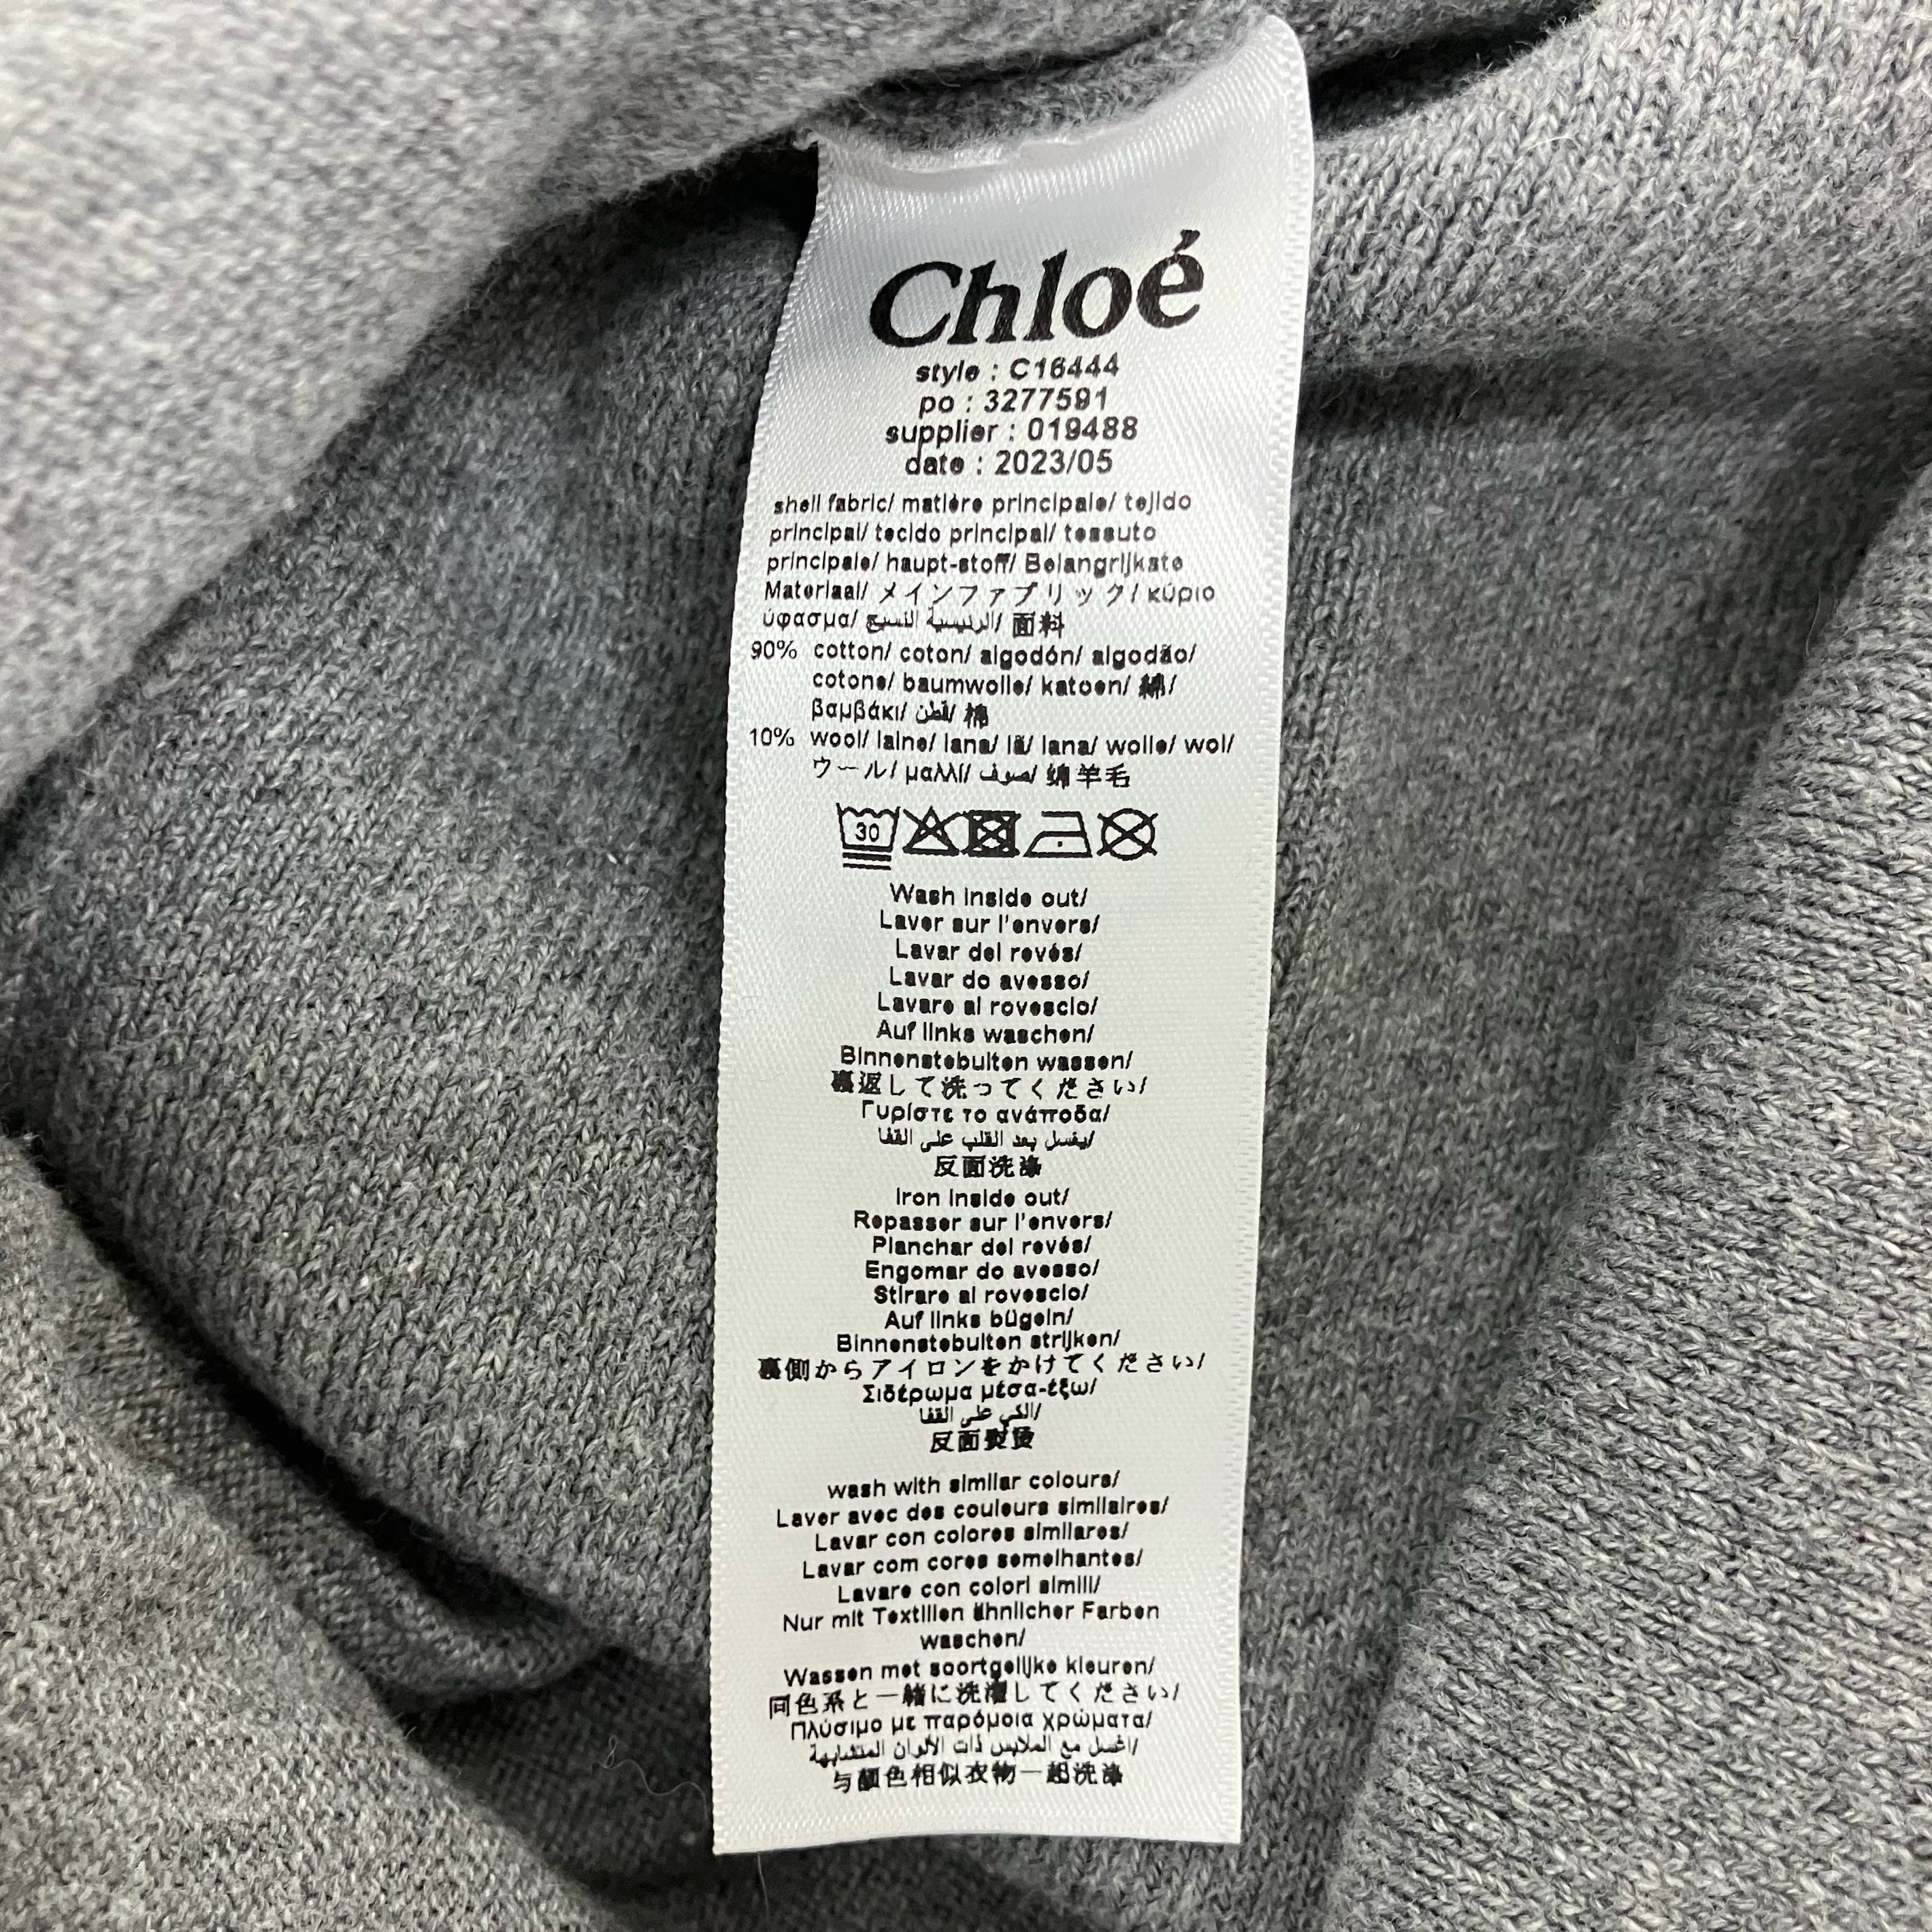 Chloé
style : C16444
po : 3277591
supplier : 019488
date : 2023/05
shell fabric/ matière principale/ tejido
principal/ tecido principal/ tessuto
principale/ haupt-stoff/ Belangrijkste
Materiaal/ メインファブリック/ κύριο
ύφασμα/ الرئيسية النسيج/ 面料
90% cotton/ coton/ algodón/ algodão/
cotone/ baumwolle/ katoen/ 綿/
βαμβάκι/ قطن/ 棉
10% wool/ laine/ lana/ lã/ lana/ wolle/ wol/
ウール/ μαλλί/ صوف/ 绵羊毛
30
Wash inside out/
Laver sur l'envers/
Lavar del revés/
Lavar do avesso/
Lavare al rovescio/
Auf links waschen/
Binnenstebuiten wassen/
裏返して洗ってください/
Γυρίστε το ανάποδα/
يغسل بعد القلب على القفا/
反面洗涤
Iron inside out/
Repasser sur l'envers/
Planchar del revés/
Engomar do avesso/
Stirare al rovescio/
Auf links bügeln/
Binnenstebuiten strijken/
裏側からアイロンをかけてください/
Σιδέρωμα μέσα-έξω/
الكي على القفا/
反面熨烫
wash with similar colours/
Laver avec des couleurs similaires/
Lavar con colores similares/
Lavar com cores semelhantes/
Lavare con colori simili/
Nur mit Textilien ähnlicher Farben
waschen/
Wassen met soortgelijke kleuren/
同色系と一緒に洗濯してください/
Πλύσιμο με παρόμοια χρώματα/
اغسل مع الملابس ذات الألوان المتشابهة/
与颜色相似衣物一起洗涤